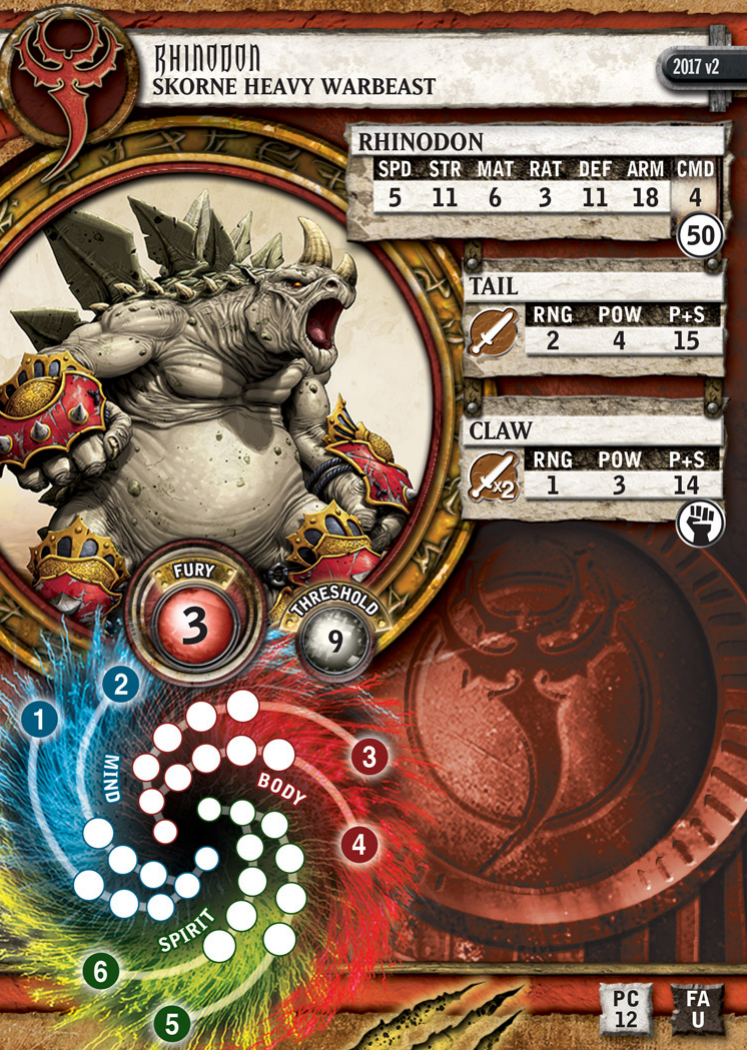 RHINODON
SKORNE HEAVY WARBEAST
2017 v2
RHINODON
SPD STR MAT RAT DEF ARM CMD
5 11 6 3 11 18 4
50
TAIL
RNG POW P+S
2 4 15
CLAW
RNG POW P+S
x2 1 3 14
FURY
3
THRESHOLD
9
1
2
MIND
3
BODY
4
SPIRIT
6
5
PC FA
12 U